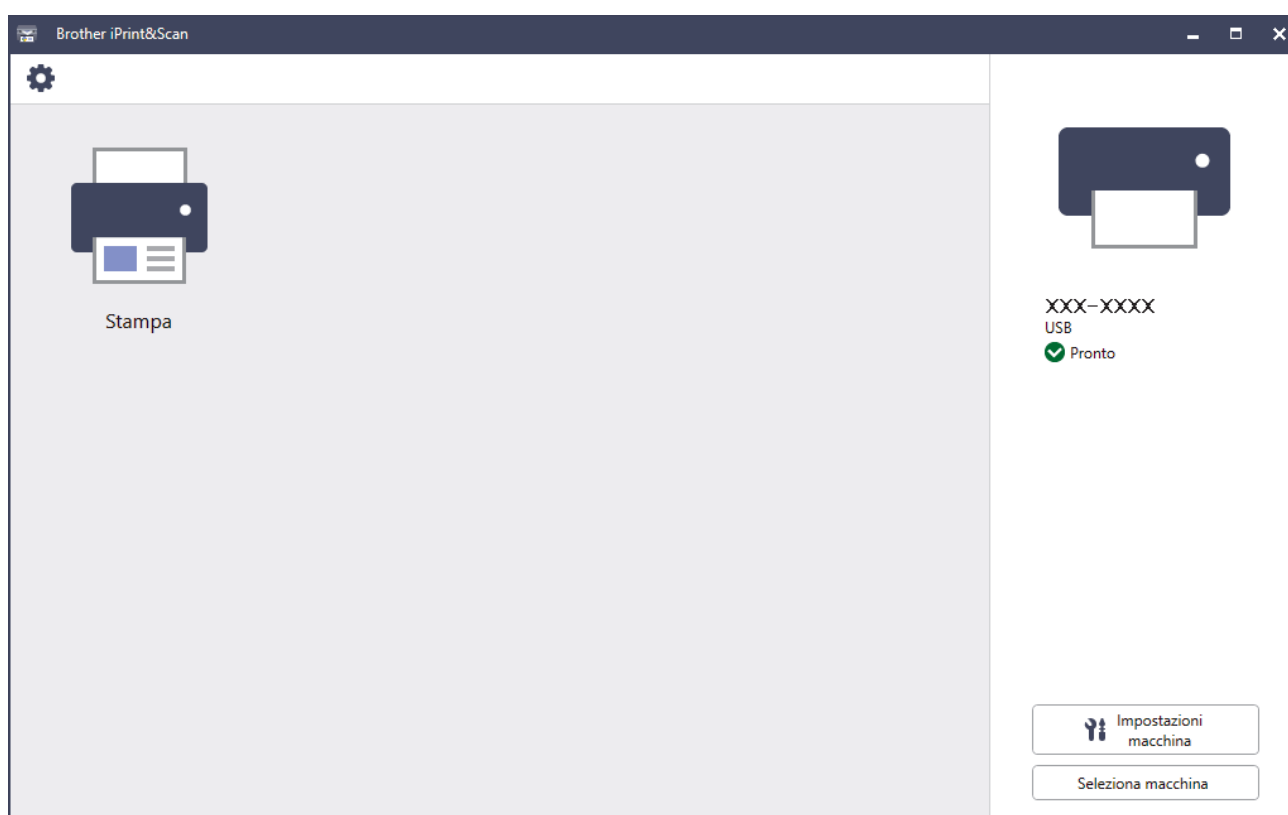 Brother iPrint&Scan
Stampa
XXX-XXXX
USB
Pronto
Impostazioni
macchina
Seleziona macchina